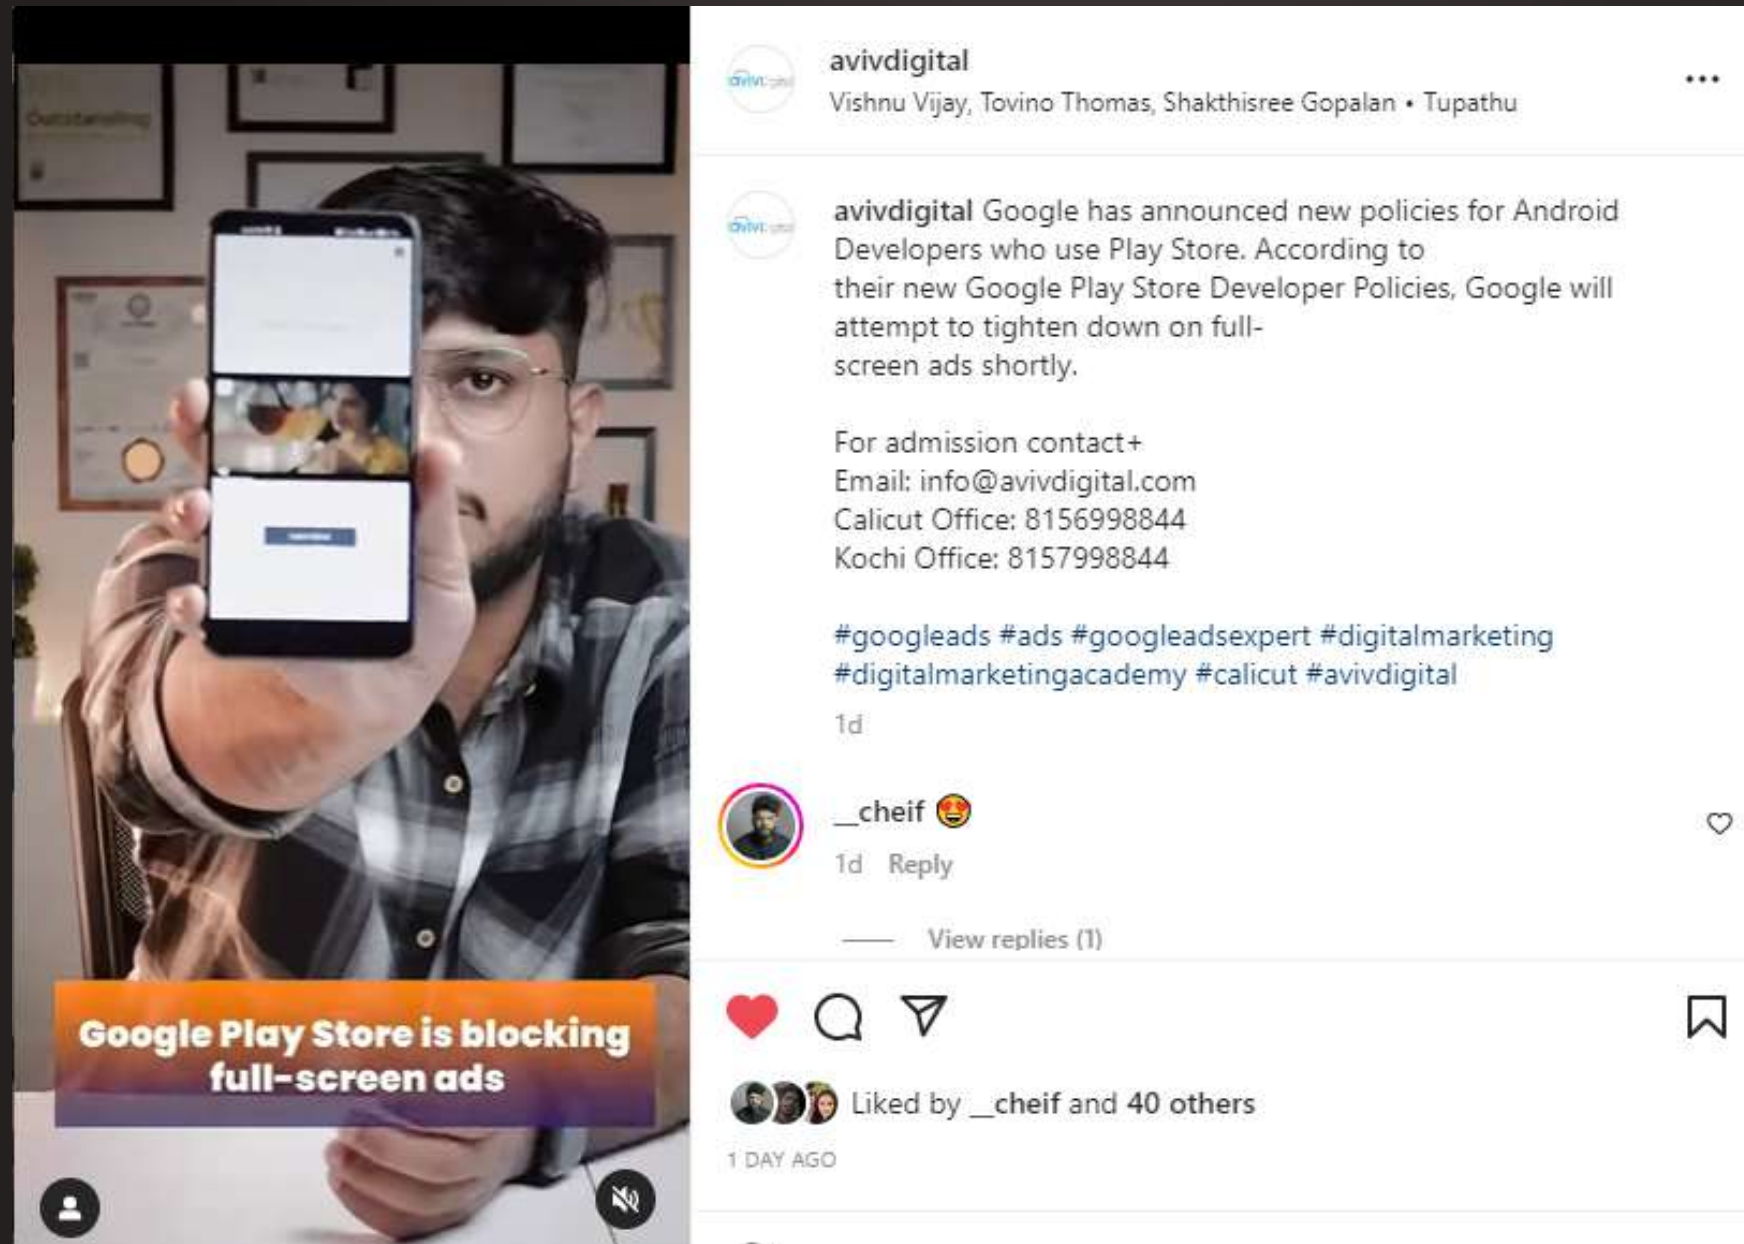 Outstanding
Google Play Store is blocking
full-screen ads
avivdigital
Vishnu Vijay, Tovino Thomas, Shakthisree Gopalan • Tupathu
avivdigital Google has announced new policies for Android
Developers who use Play Store. According to
their new Google Play Store Developer Policies, Google will
attempt to tighten down on full-
screen ads shortly.
For admission contact+
Email: info@avivdigital.com
Calicut Office: 8156998844
Kochi Office: 8157998844
#googleads #ads #googleadsexpert #digitalmarketing
#digitalmarketingacademy #calicut #avivdigital
1d
__cheif 😍
1d Reply
View replies (1)
Liked by __cheif and 40 others
1 DAY AGO